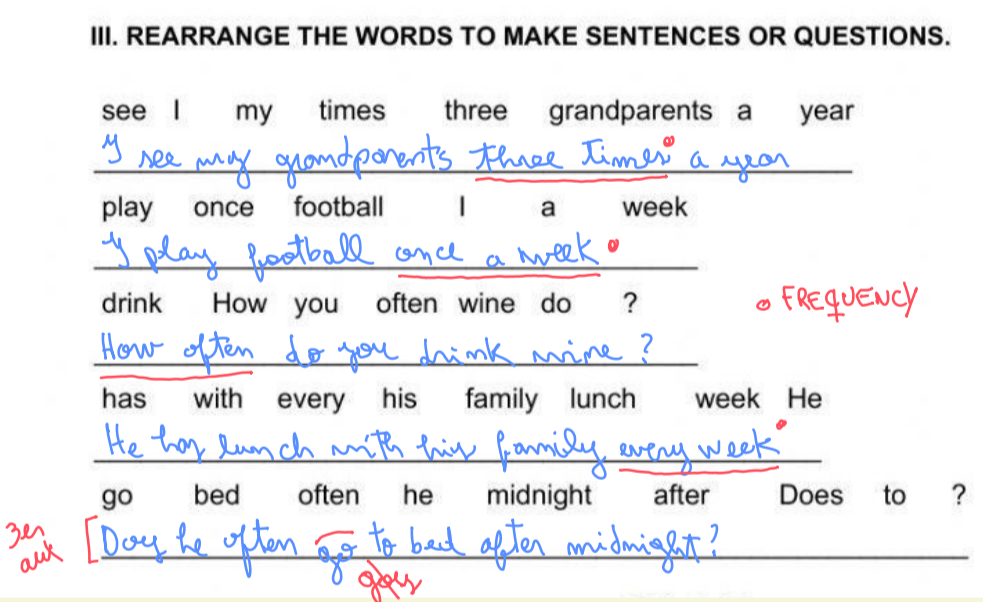 III. REARRANGE THE WORDS TO MAKE SENTENCES OR QUESTIONS.
see I my times three grandparents a year
I see my grandparents three times a year
play once football I a week
I play football once a week
drink How you often wine do ?
FREQUENCY
How often do you drink wine?
has with every his family lunch week He
He has lunch with his family every week
go bed often he midnight after Does to ?
3er aux [Does he often go to bed after midnight?
goes